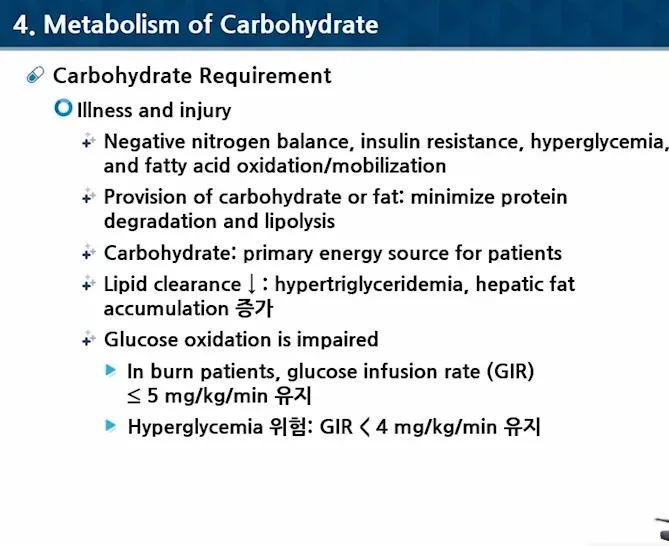 4. Metabolism of Carbohydrate
Carbohydrate Requirement
Illness and injury
Negative nitrogen balance, insulin resistance, hyperglycemia,
and fatty acid oxidation/mobilization
Provision of carbohydrate or fat: minimize protein
degradation and lipolysis
Carbohydrate: primary energy source for patients
Lipid clearance↓: hypertriglyceridemia, hepatic fat
accumulation 증가
Glucose oxidation is impaired
In burn patients, glucose infusion rate (GIR)
≤ 5 mg/kg/min 유지
Hyperglycemia 위험: GIR < 4 mg/kg/min 유지